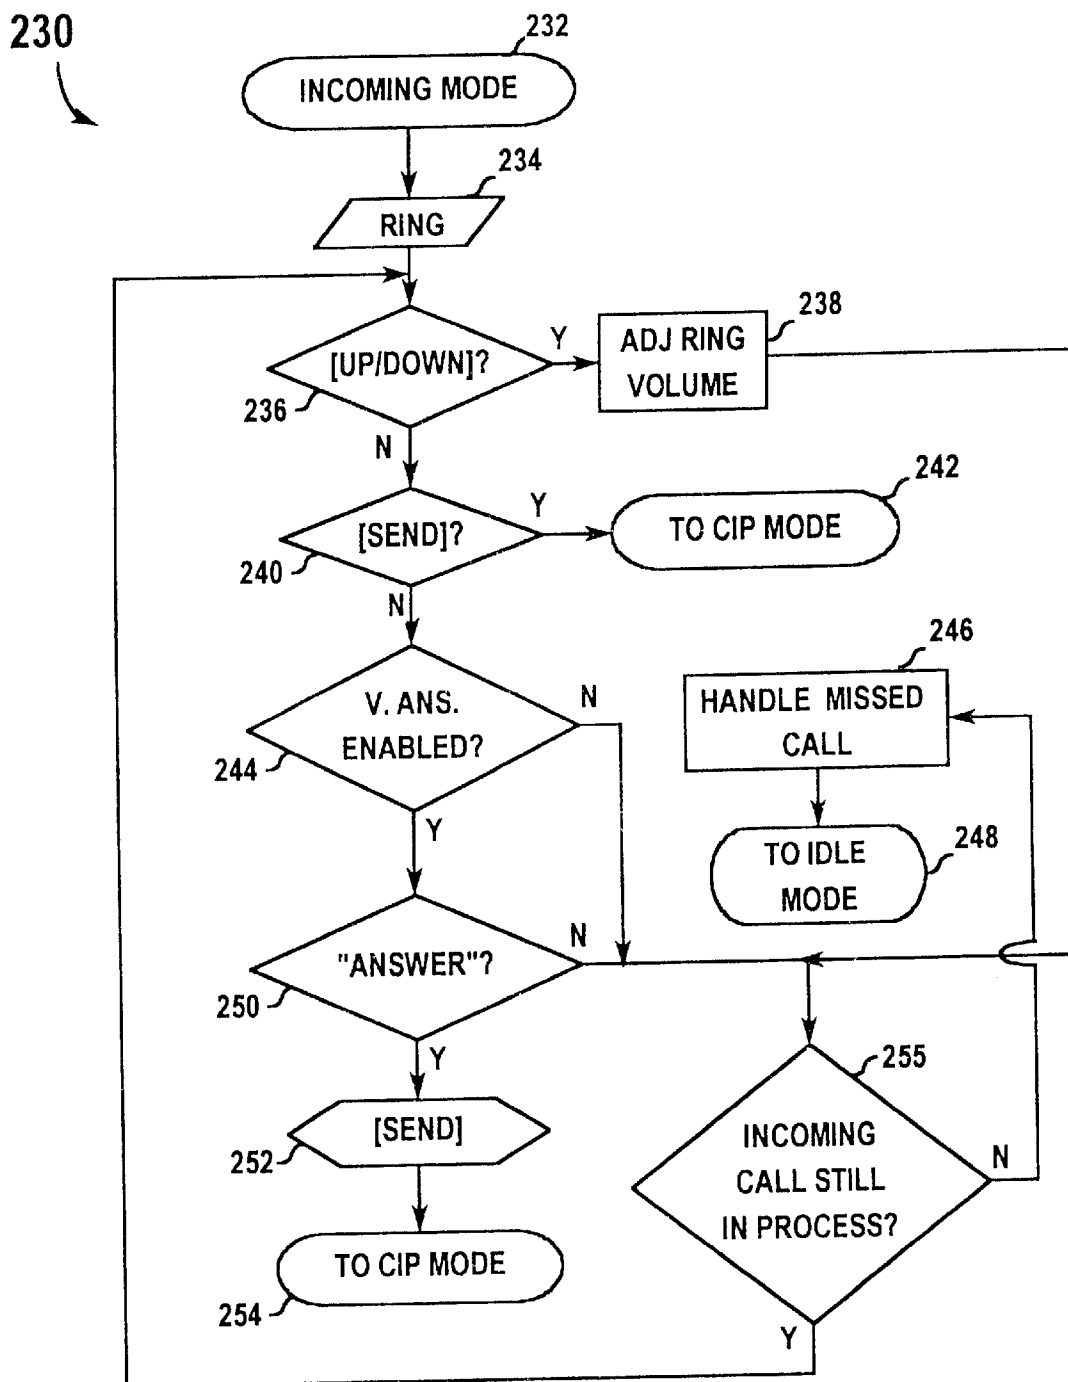 230
232
INCOMING MODE
234
RING
[UP/DOWN]?
236
Y
ADJ RING
VOLUME
238
N
[SEND]?
240
Y
TO CIP MODE
242
N
V. ANS.
ENABLED?
244
N
HANDLE MISSED
CALL
246
TO IDLE
MODE
248
Y
"ANSWER"?
250
N
Y
[SEND]
252
TO CIP MODE
254
255
INCOMING
CALL STILL
IN PROCESS?
N
Y